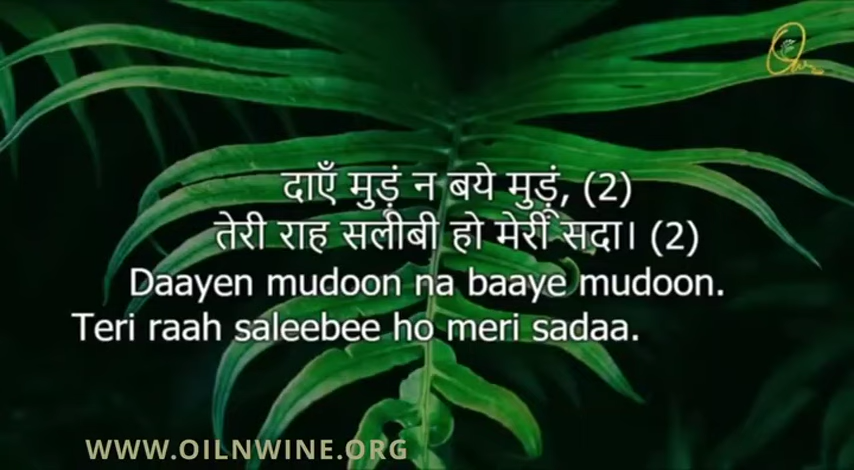 दाएँ मुड़ूं न बये मुड़ूं, (2)
तेरी राह सलीबी हो मेरी सदा। (2)
Daayen mudoon na baaye mudoon.
Teri raah saleebee ho meri sadaa.
WWW.OILNWINE.ORG